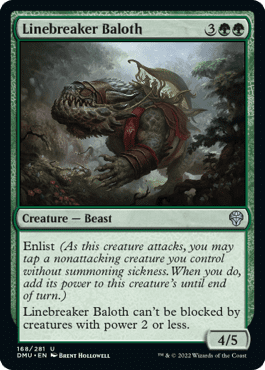 Linebreaker Baloth 3
Creature — Beast
Enlist (As this creature attacks, you may
tap a nonattacking creature you control
without summoning sickness. When you do,
add its power to this creature's until end
of turn.)
Linebreaker Baloth can't be blocked by
creatures with power 2 or less.
4/5
168/281 U
DMU • EN Brent Hollowell
™ & © 2022 Wizards of the Coast